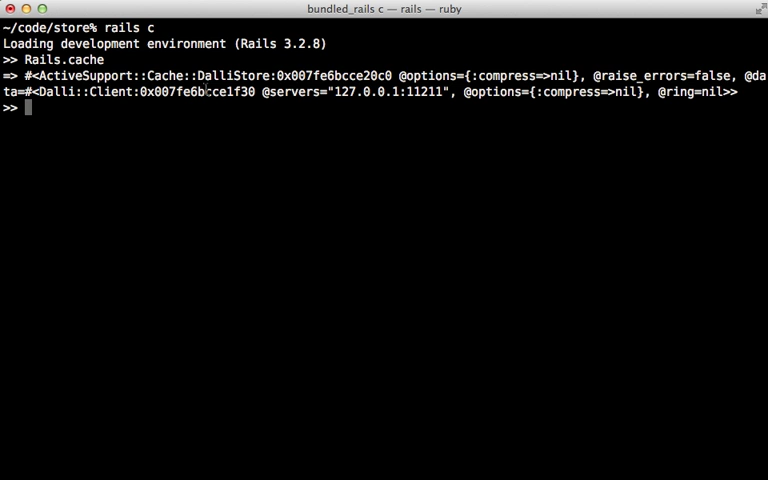 bundled_rails c — rails — ruby
~/code/store% rails c
Loading development environment (Rails 3.2.8)
>> Rails.cache
=> #<ActiveSupport::Cache::DalliStore:0x007fe6bcce20c0 @options={:compress=>nil}, @raise_errors=false, @da
ta=#<Dalli::Client:0x007fe6bcce1f30 @servers="127.0.0.1:11211", @options={:compress=>nil}, @ring=nil>>
>>